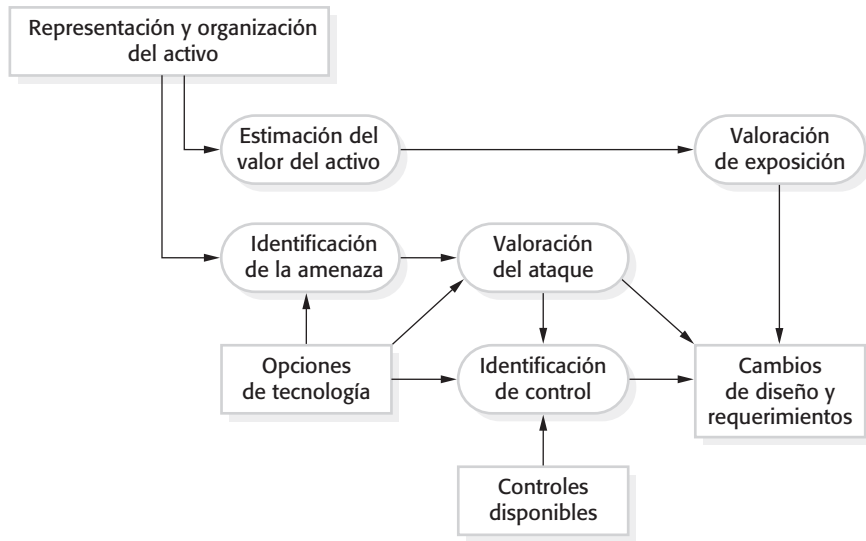 Representación y organización
del activo
Estimación del
valor del activo
Valoración
de exposición
Identificación
de la amenaza
Valoración
del ataque
Opciones
de tecnología
Identificación
de control
Cambios
de diseño y
requerimientos
Controles
disponibles